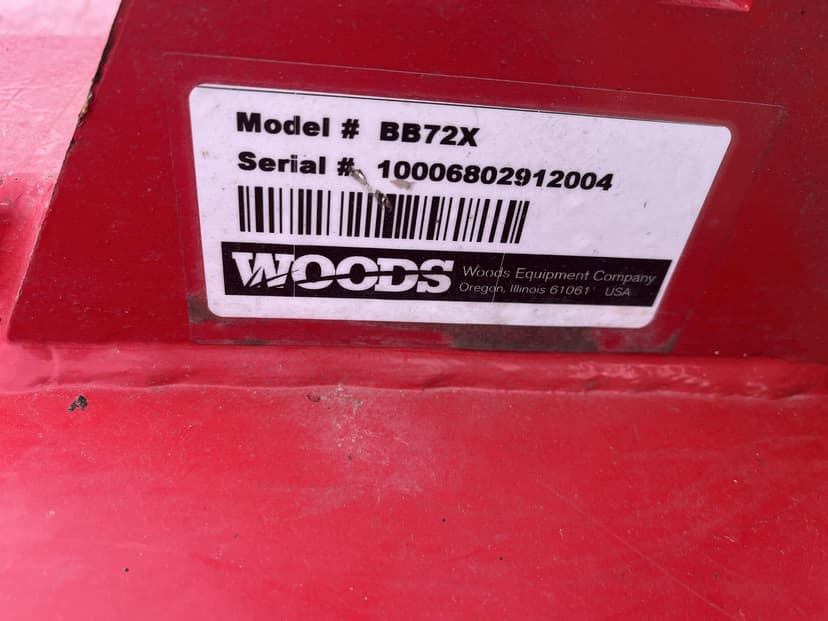 Model # BB72X
Serial #. 10006802912004
WOODS
Woods Equipment Company
Oregon, Illinois 61061 USA